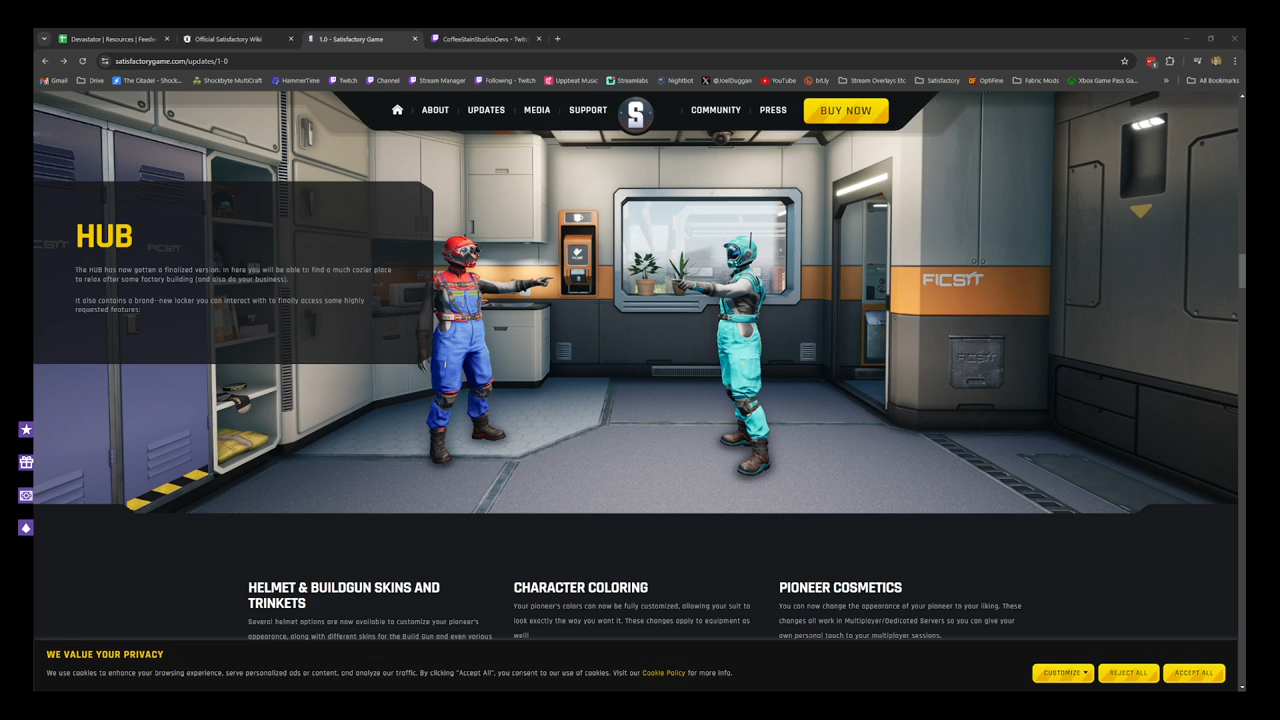 Devastator | Resources | Feede
Official Satisfactory Wiki
1.0 - Satisfactory Game
CoffeeStainStudiosDevs - Twitc
satisfactorygame.com/updates/1-0
Gmail
Drive
The Citadel - Shock...
Shockbyte MultiCraft
HammerTime
Twitch
Channel
Stream Manager
Following - Twitch
Uppbeat Music
Streamlabs
Nightbot
@JoelDuggan
YouTube
bit.ly
Stream Overlays Etc
Satisfactory
OptiFine
Fabric Mods
Xbox Game Pass Ga...
»
All Bookmarks
ABOUT
UPDATES
MEDIA
SUPPORT
S
COMMUNITY
PRESS
BUY NOW
HUB
The HUB has now gotten a finalized version. In here you will be able to find a much cozier place
to relax after some factory building (and also do your business).
It also contains a brand-new locker you can interact with to finally access some highly
requested features:
FICSIT
FICSIT
FICSIT
HELMET & BUILDGUN SKINS AND
TRINKETS
Several helmet options are now available to customize your pioneer's
appearance, along with different skins for the Build Gun and even various
CHARACTER COLORING
Your pioneer's colors can now be fully customized, allowing your suit to
look exactly the way you want it. These changes apply to equipment as
well!
PIONEER COSMETICS
You can now change the appearance of your pioneer to your liking. These
changes all work in Multiplayer/Dedicated Servers so you can give your
own personal touch to your multiplayer sessions.
WE VALUE YOUR PRIVACY
We use cookies to enhance your browsing experience, serve personalized ads or content, and analyze our traffic. By clicking "Accept All", you consent to our use of cookies. Visit our Cookie Policy for more info.
CUSTOMIZE
REJECT ALL
ACCEPT ALL